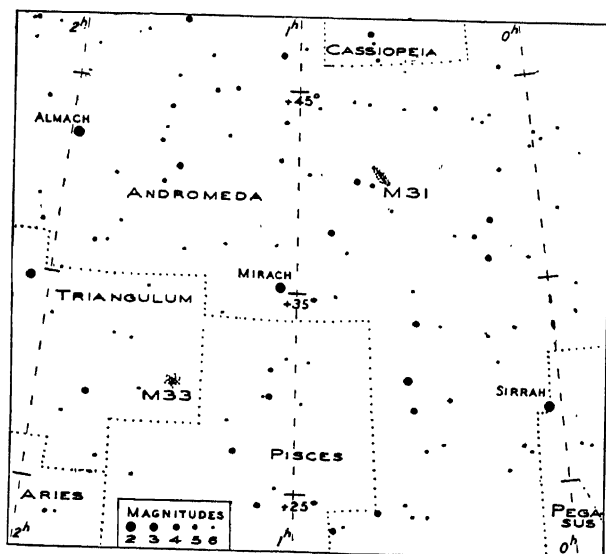 2h
1h
0h
CASSIOPEIA
+45°
ALMACH
M31
ANDROMEDA
MIRACH
+35°
TRIANGULUM
M33
SIRRAH
PISCES
ARIES
+25°
MAGNITUDES
2 3 4 5 6
PEGA
SUS
2h
1h
0h